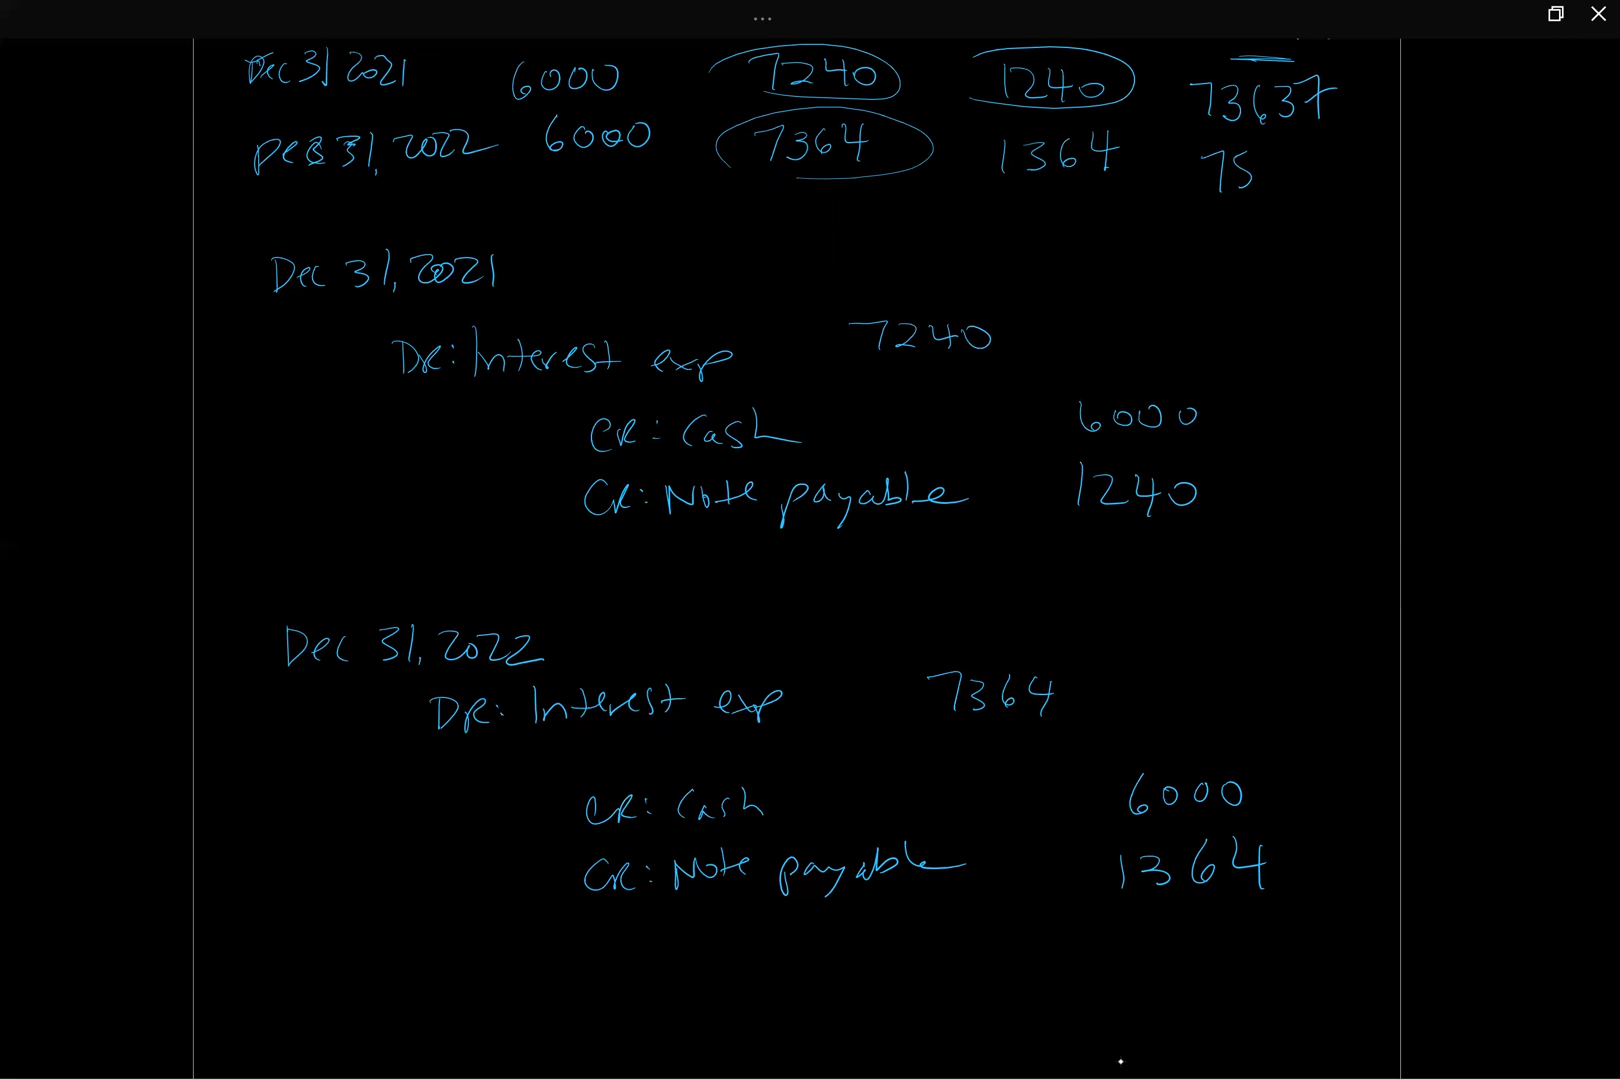 Dec 31 2021 6000 7240 1240 73637
Dec 31, 2022 6000 7364 1364 75
Dec 31, 2021
DR: Interest exp 7240
CR: Cash 6000
CR: Note payable 1240
Dec 31, 2022
DR: Interest exp 7364
CR: Cash 6000
CR: Note payable 1364